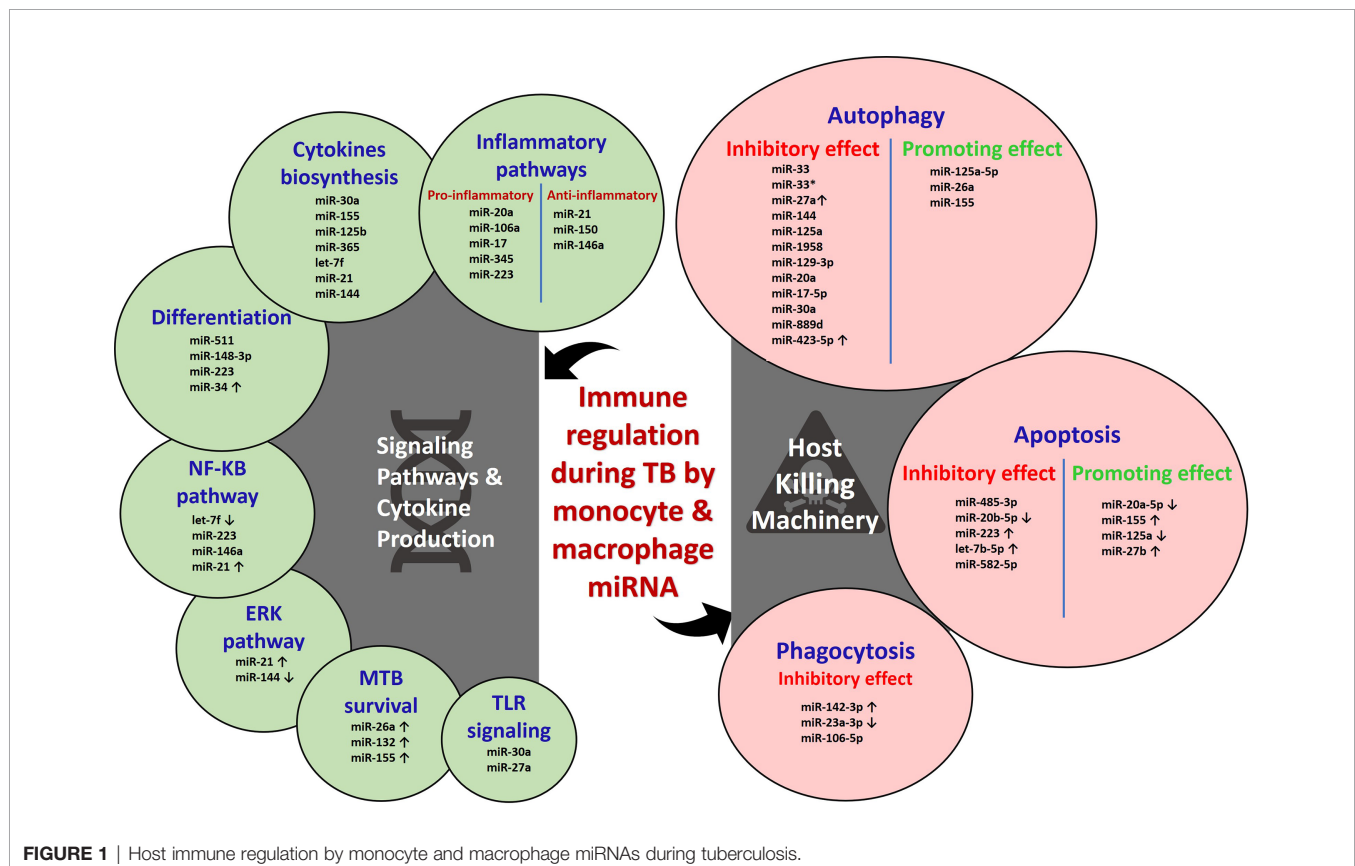 Cytokines
biosynthesis
miR-30a
miR-155
miR-125b
miR-365
let-7f
miR-21
miR-144
Inflammatory
pathways
Pro-inflammatory
miR-20a
miR-106a
miR-17
miR-345
miR-223
Anti-inflammatory
miR-21
miR-150
miR-146a
Differentiation
miR-511
miR-148-3p
miR-223
miR-34 ↑
NF-KB
pathway
let-7f ↓
miR-223
miR-146a
miR-21 ↑
ERK
pathway
miR-21 ↑
miR-144 ↓
MTB
survival
miR-26a ↑
miR-132 ↑
miR-155 ↑
TLR
signaling
miR-30a
miR-27a
Signaling
Pathways &
Cytokine
Production
Immune
regulation
during TB by
monocyte &
macrophage
miRNA
Host
Killing
Machinery
Autophagy
Inhibitory effect
miR-33
miR-33*
miR-27a↑
miR-144
miR-125a
miR-1958
miR-129-3p
miR-20a
miR-17-5p
miR-30a
miR-889d
miR-423-5p ↑
Promoting effect
miR-125a-5p
miR-26a
miR-155
Apoptosis
Inhibitory effect
miR-485-3p
miR-20b-5p ↓
miR-223 ↑
let-7b-5p ↑
miR-582-5p
Promoting effect
miR-20a-5p ↓
miR-155 ↑
miR-125a ↓
miR-27b ↑
Phagocytosis
Inhibitory effect
miR-142-3p ↑
miR-23a-3p ↓
miR-106-5p
FIGURE 1 | Host immune regulation by monocyte and macrophage miRNAs during tuberculosis.